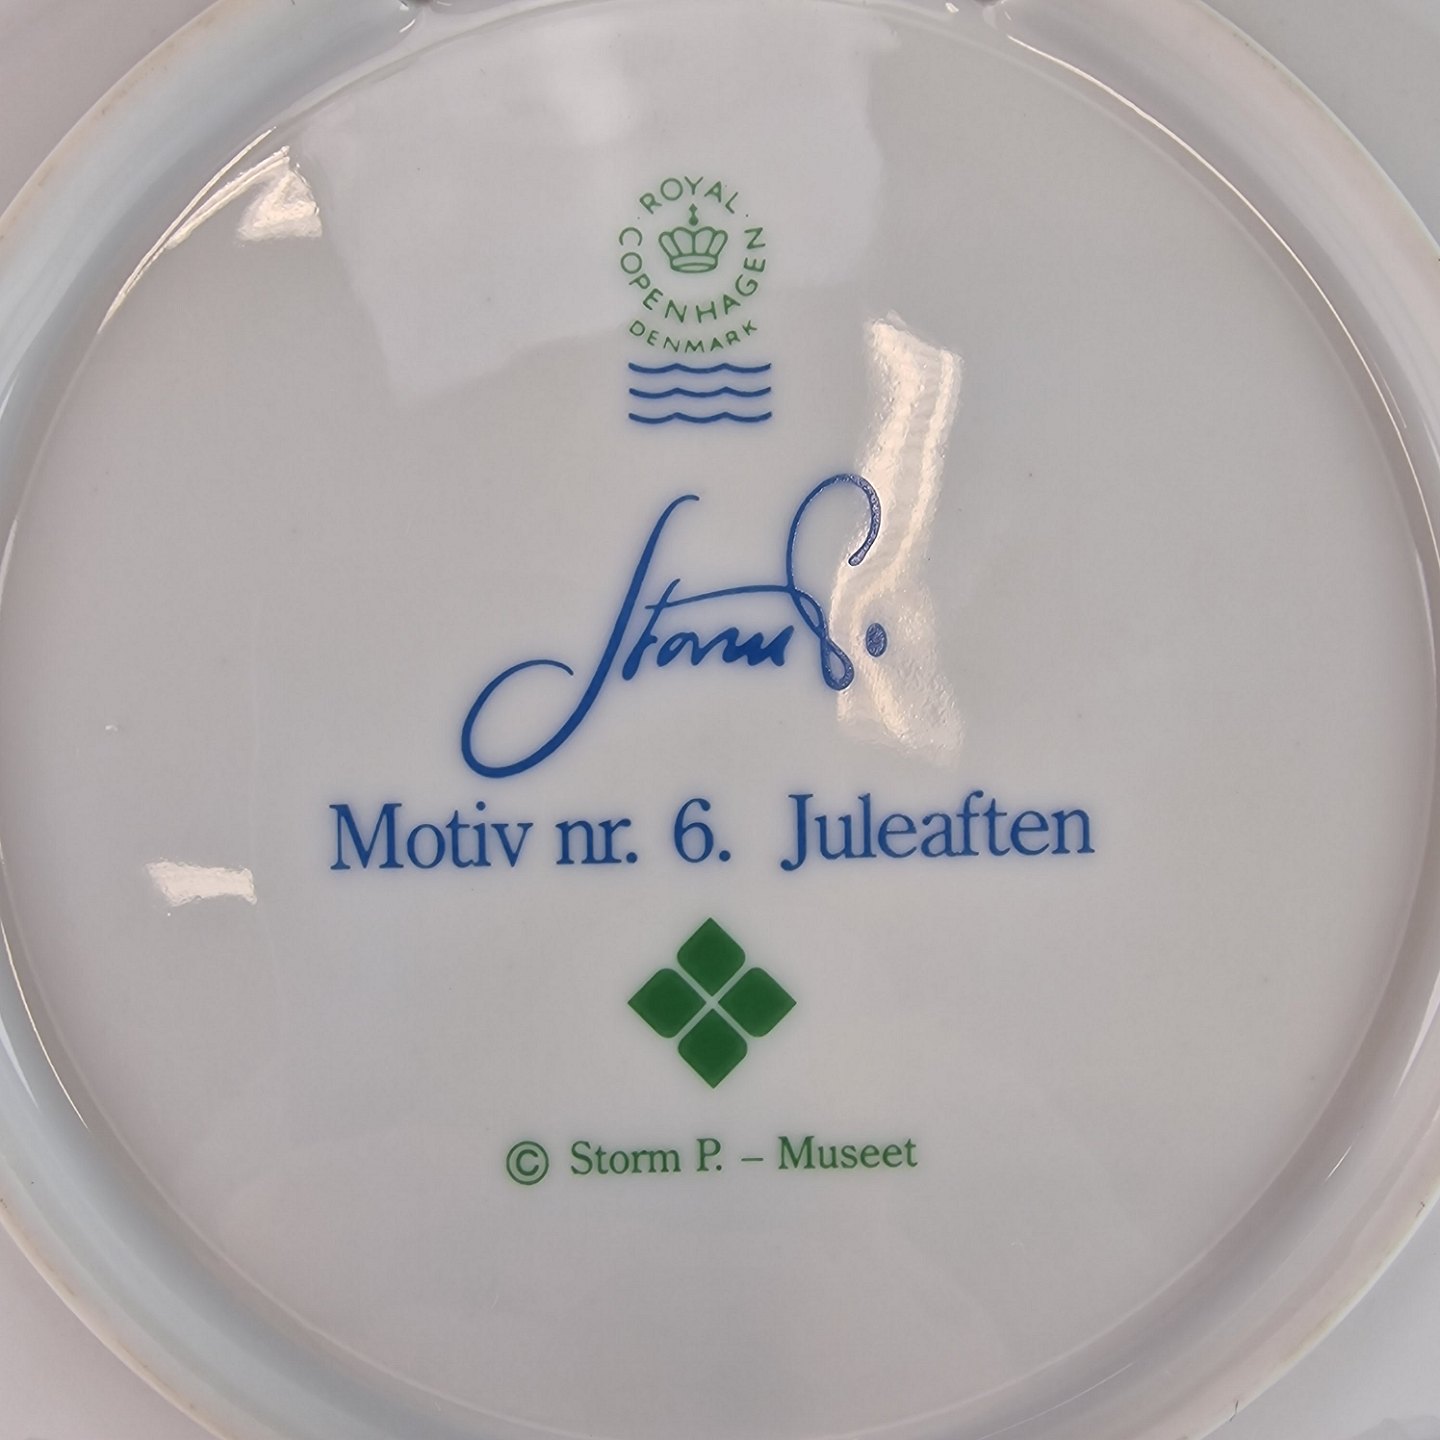 ROYAL
COPENHAGEN
DENMARK
Storm P.
Motiv nr. 6. Juleaften
© Storm P. – Museet